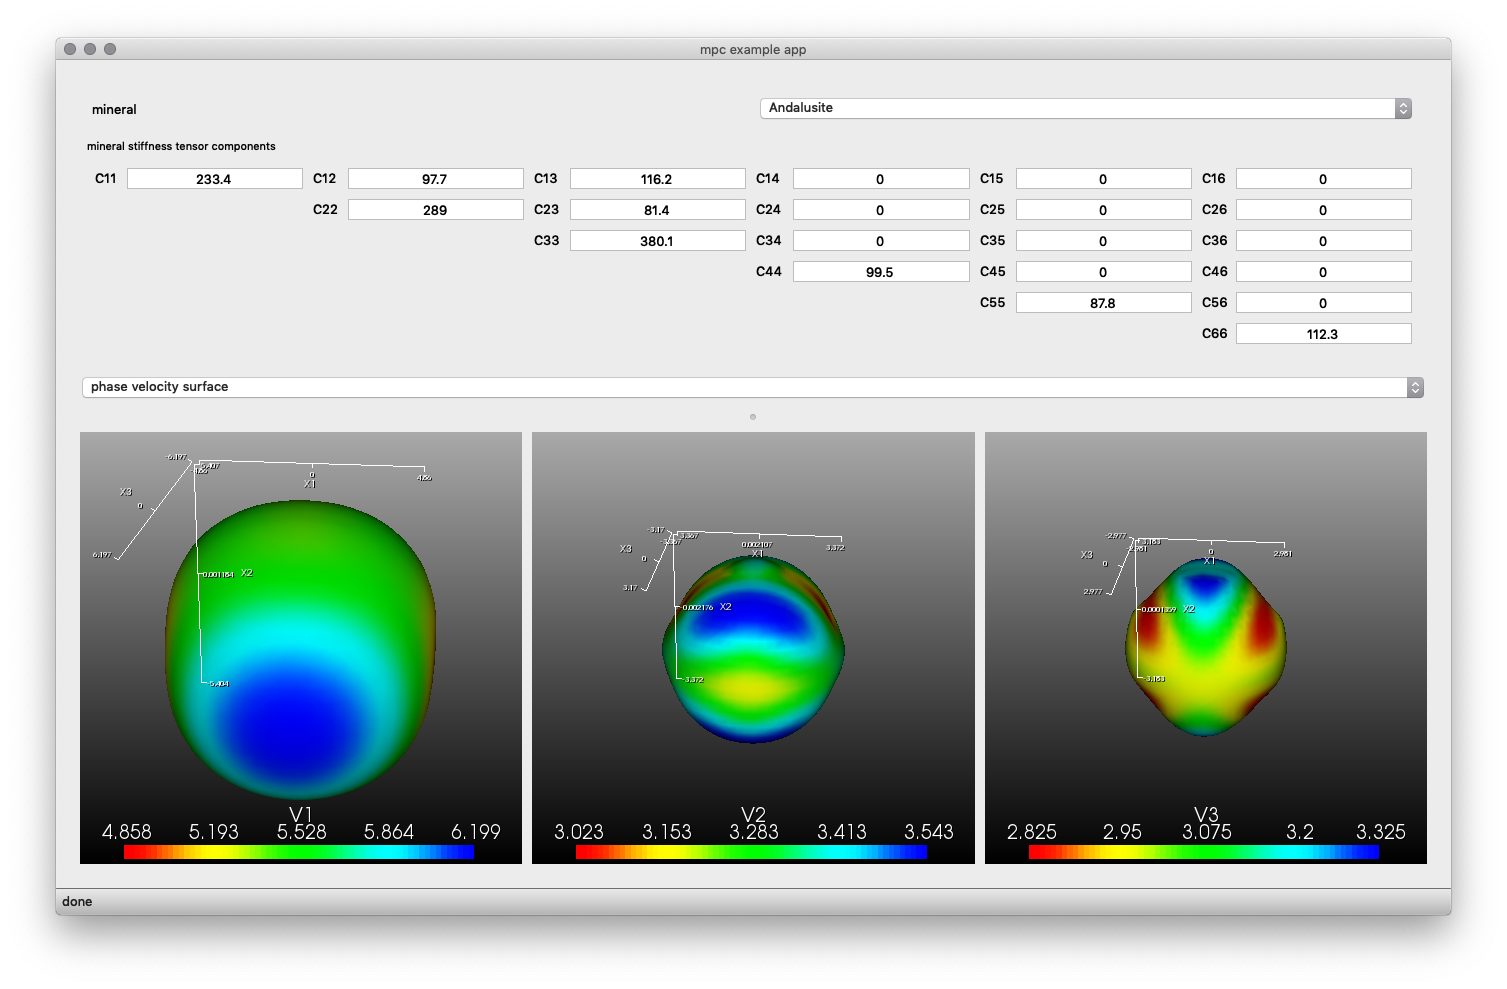 mpc example app
mineral
Andalusite
mineral stiffness tensor components
C11 233.4 C12 97.7 C13 116.2 C14 0 C15 0 C16 0
C22 289 C23 81.4 C24 0 C25 0 C26 0
C33 380.1 C34 0 C35 0 C36 0
C44 99.5 C45 0 C46 0
C55 87.8 C56 0
C66 112.3
phase velocity surface
-6.197
0
4.86
X1
X3
0
6.197
0.001184 X2
-5.404
V1
4.858 5.193 5.528 5.864 6.199
-3.17
3.367
0.002107
3.372
X1
X3
0
3.17
-0.002176 X2
-3.372
V2
3.023 3.153 3.283 3.413 3.543
-2.977
3.183
0
2.981
X1
X3
0
2.977
-0.0001359 X2
-3.183
V3
2.825 2.95 3.075 3.2 3.325
done